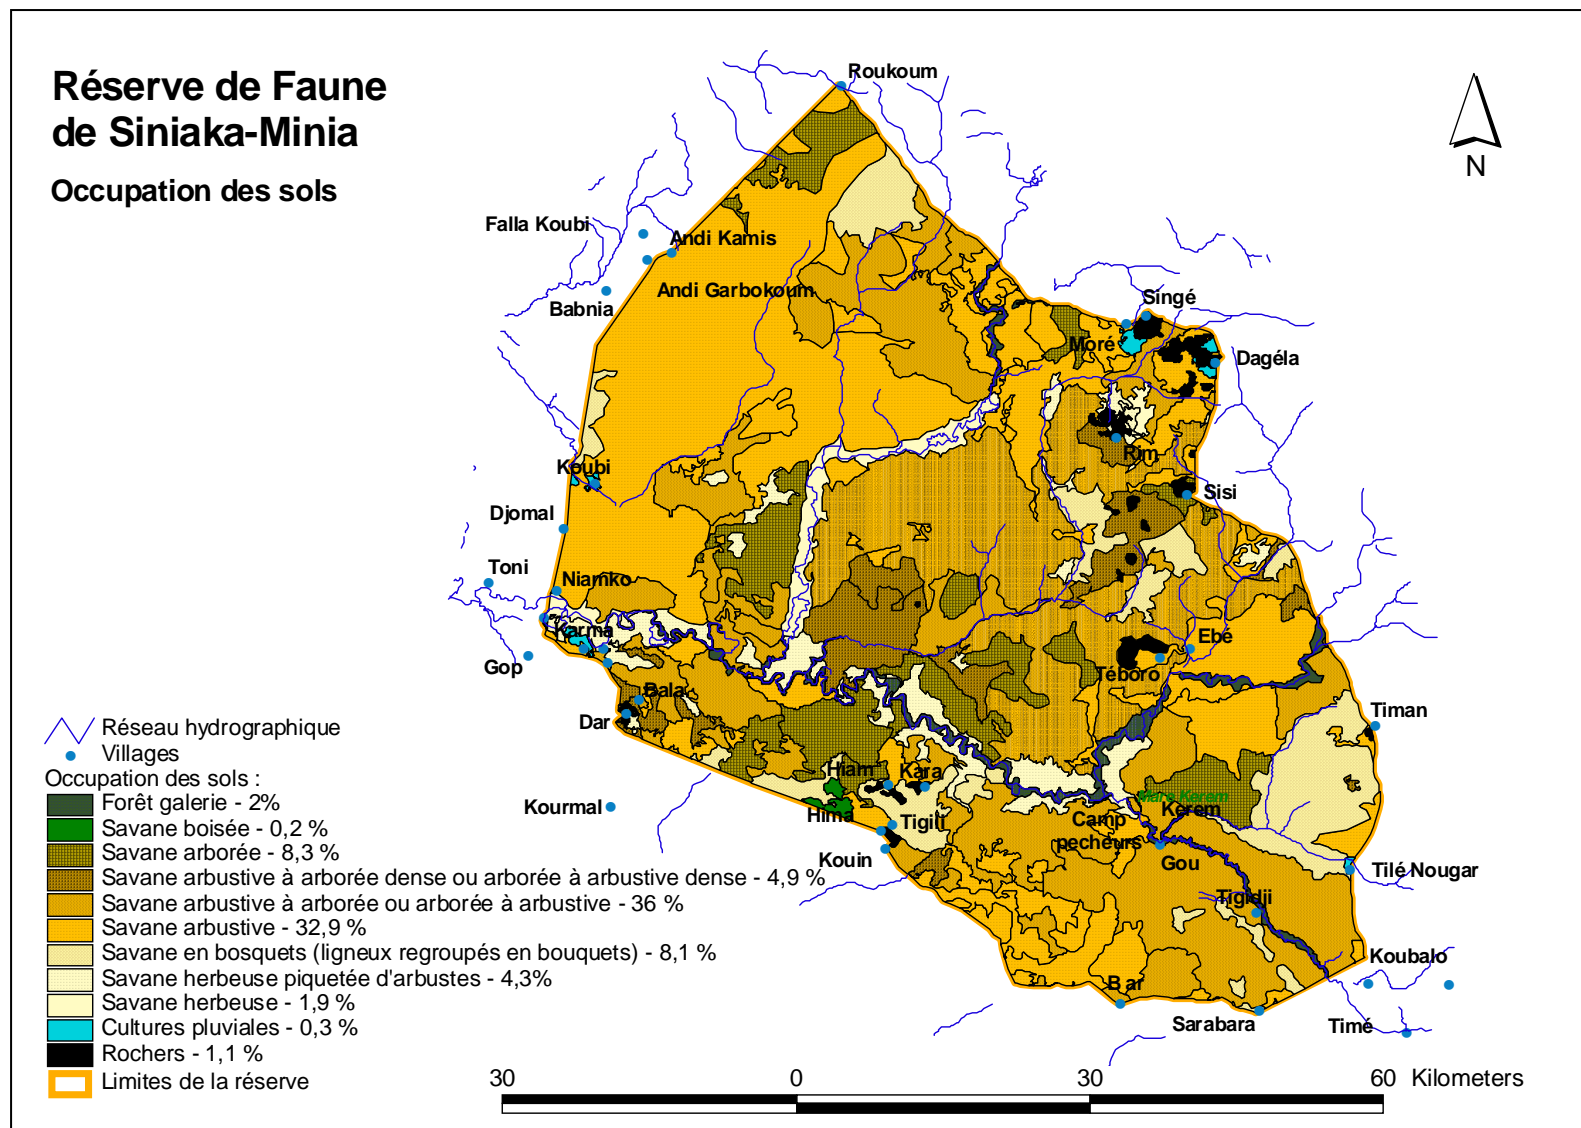 Réserve de Faune
de Siniaka-Minia
Occupation des sols
N
Roukoum
Falla Koubi
Andi Kamis
Andi Garbokoum
Babnia
Singé
Moré
Dagéla
Rim
Koubi
Sisi
Djomal
Toni
Niamko
Karma
Gop
Ebé
Téboro
Bala
Dar
Timan
Hiam
Kara
Mare Kerem
Kerem
Kourmal
Hima
Tigili
Camp
pecheurs
Kouin
Gou
Tilé Nougar
Tigidji
Koubalo
Bar
Sarabara
Timé
Réseau hydrographique
Villages
Occupation des sols :
Forêt galerie - 2%
Savane boisée - 0,2 %
Savane arborée - 8,3 %
Savane arbustive à arborée dense ou arborée à arbustive dense - 4,9 %
Savane arbustive à arborée ou arborée à arbustive - 36 %
Savane arbustive - 32,9 %
Savane en bosquets (ligneux regroupés en bouquets) - 8,1 %
Savane herbeuse piquetée d'arbustes - 4,3%
Savane herbeuse - 1,9 %
Cultures pluviales - 0,3 %
Rochers - 1,1 %
Limites de la réserve
30 0 30 60 Kilometers